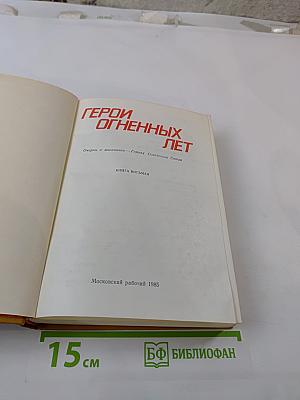 ГЕРОИ
ОГНЕННЫХ
ЛЕТ
Очерки о москвичах — Героях Советского Союза
КНИГА ВОСЬМАЯ
Московский рабочий 1985
15 см
БФ БИБЛИОФАН